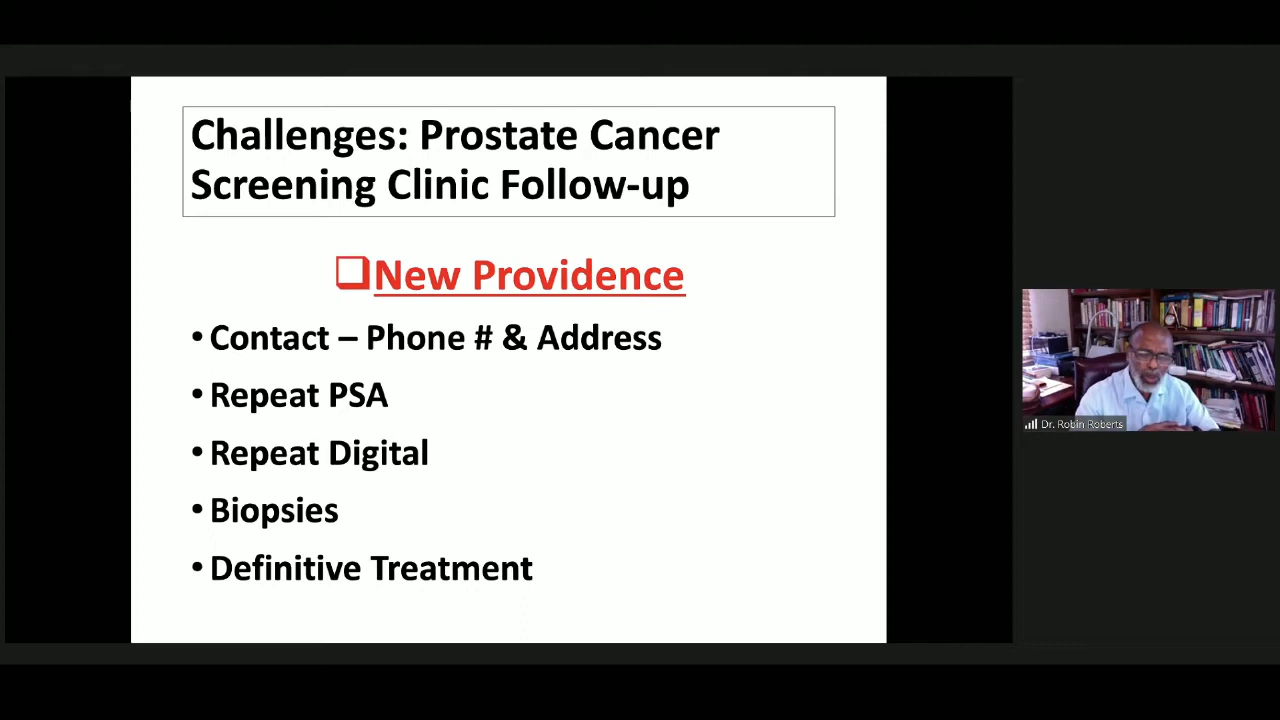 Challenges: Prostate Cancer
Screening Clinic Follow-up
❑New Providence
• Contact – Phone # & Address
• Repeat PSA
• Repeat Digital
• Biopsies
• Definitive Treatment
Dr. Robin Roberts